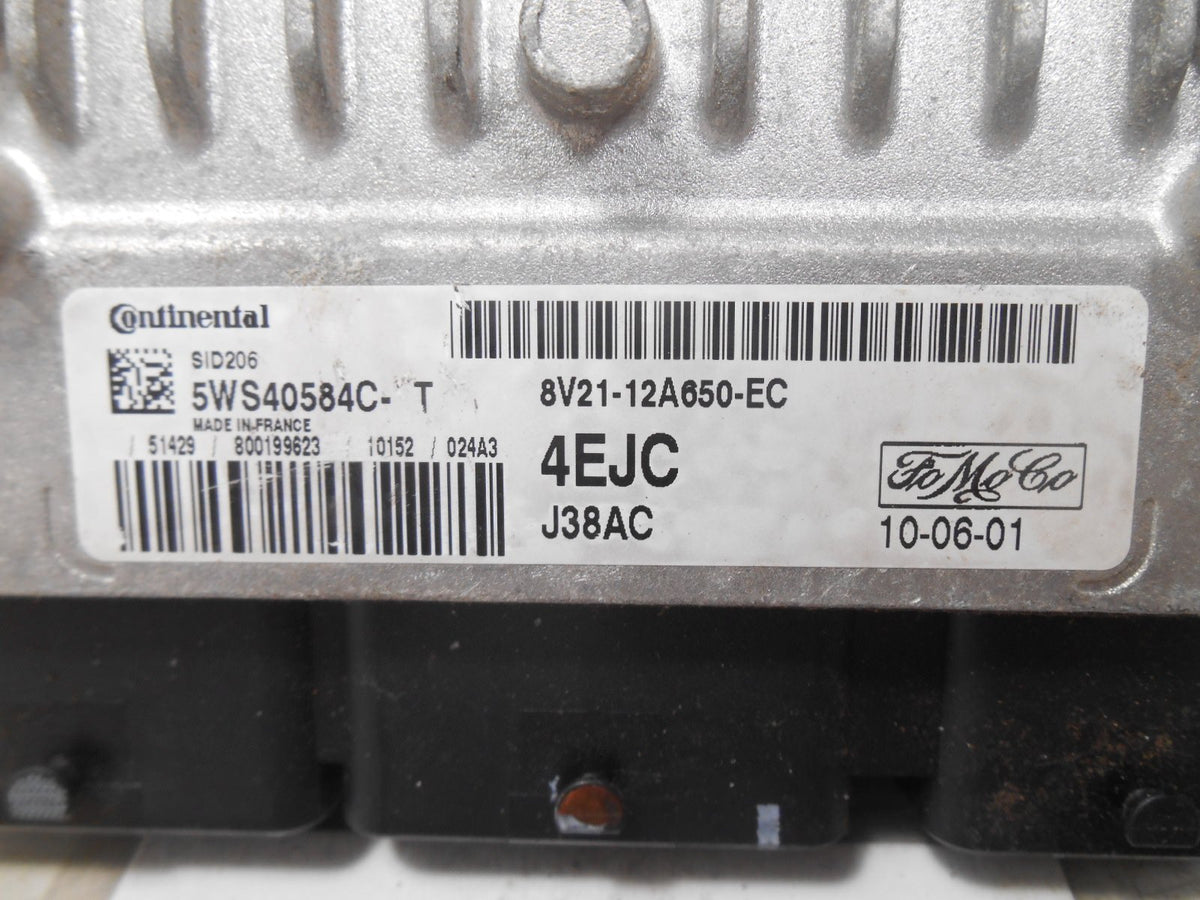 Continental
SID206
5WS40584C- T
MADE IN FRANCE
/ 51429 / 800199623 / 10152 / 024A3
8V21-12A650-EC
4EJC
J38AC
FoMoCo
10-06-01